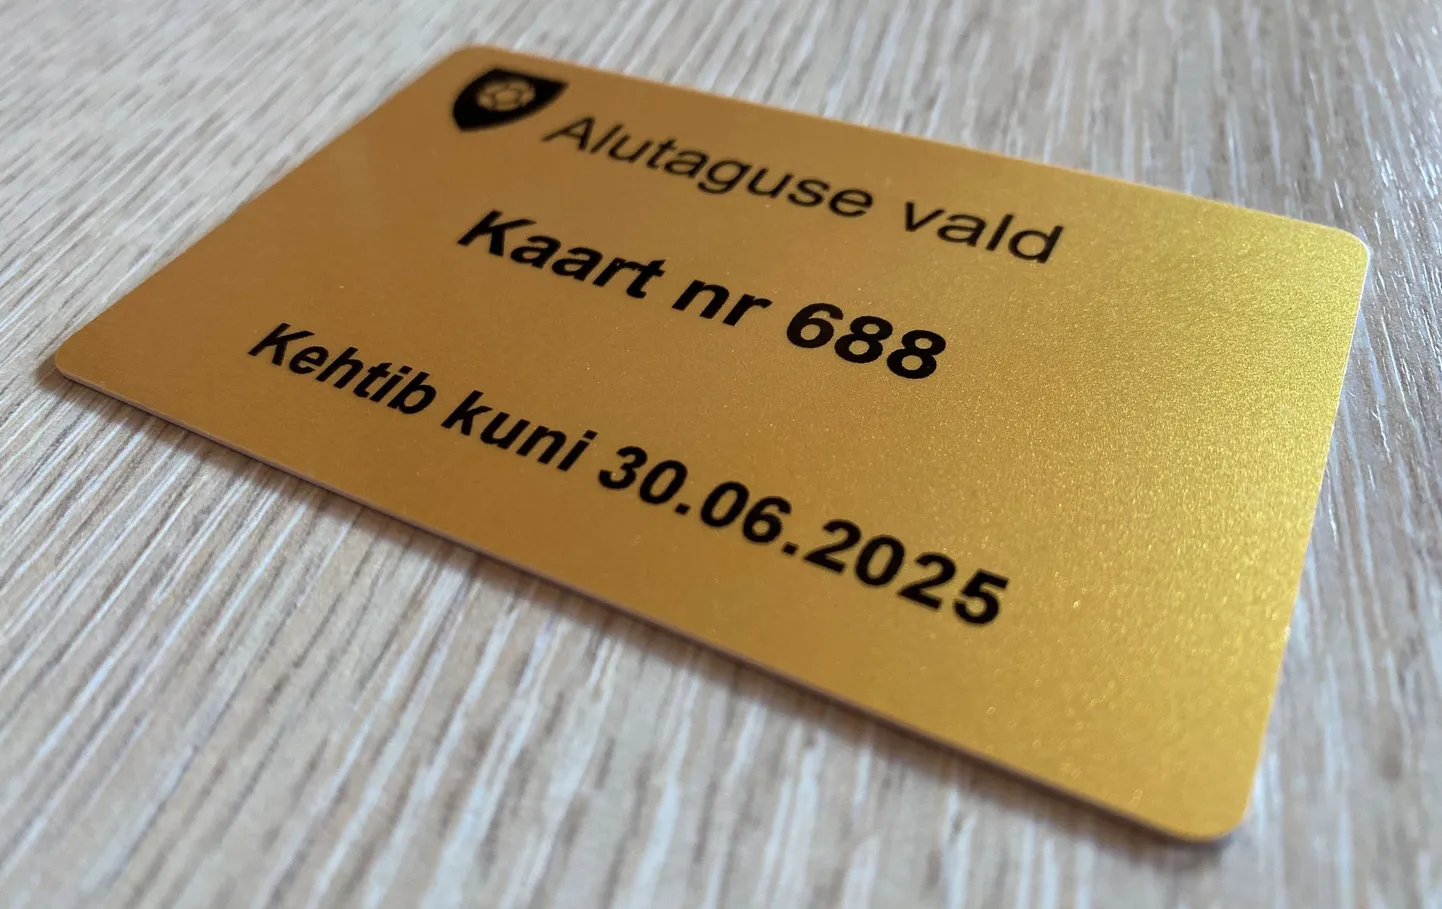 Alutaguse vald
Kaart nr 688
Kehtib kuni 30.06.2025